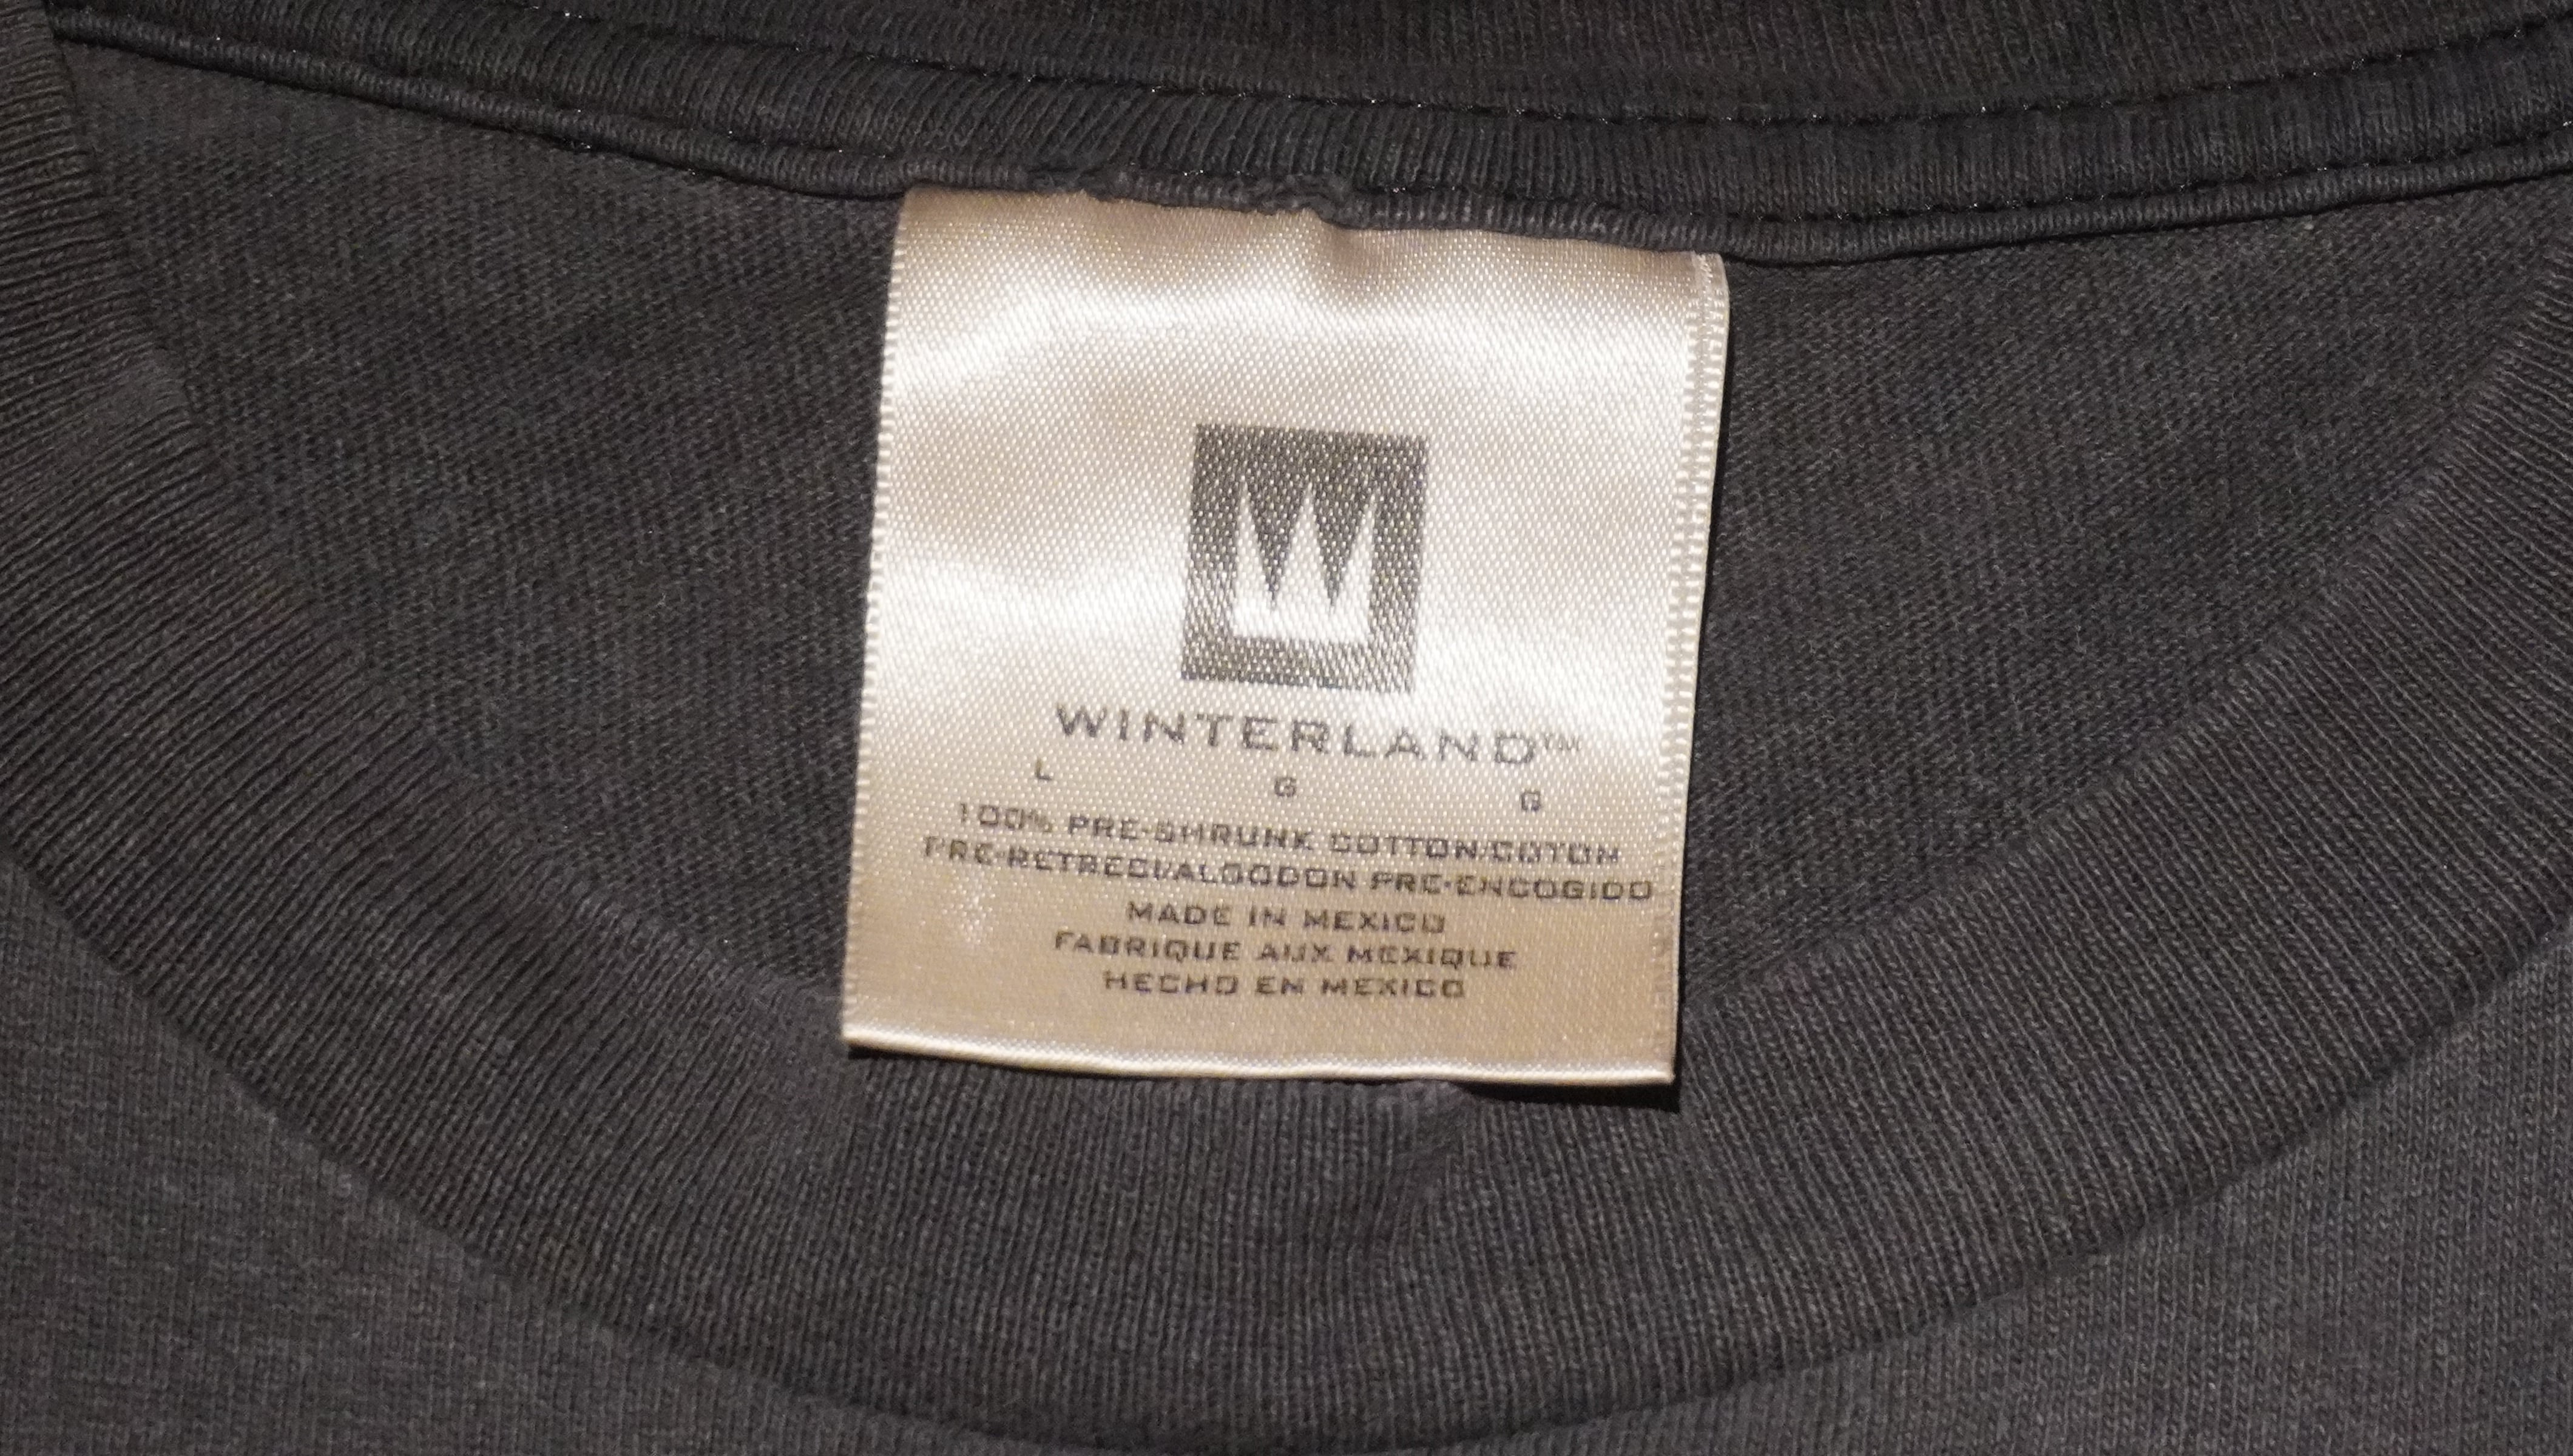 WINTERLAND™
L G G
100% PRE-SHRUNK COTTON/COTON
PRE-RETRECI/ALGODON PRE-ENCOGIDO
MADE IN MEXICO
FABRIQUE AUX MEXIQUE
HECHO EN MEXICO